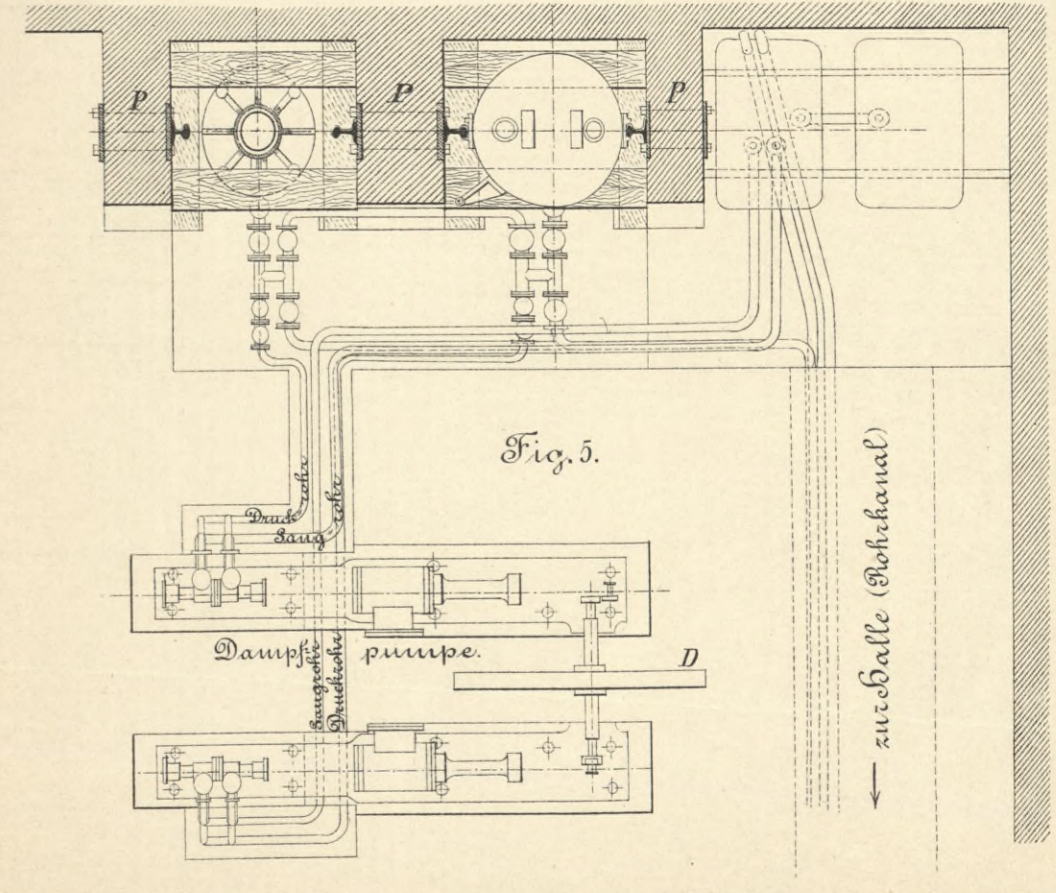 P P P
Fig. 5.
Druckrohr
Saugrohr
Dampfpumpe.
Saugrohr
Druckrohr
D
← zur Halle (Rohrkanal)